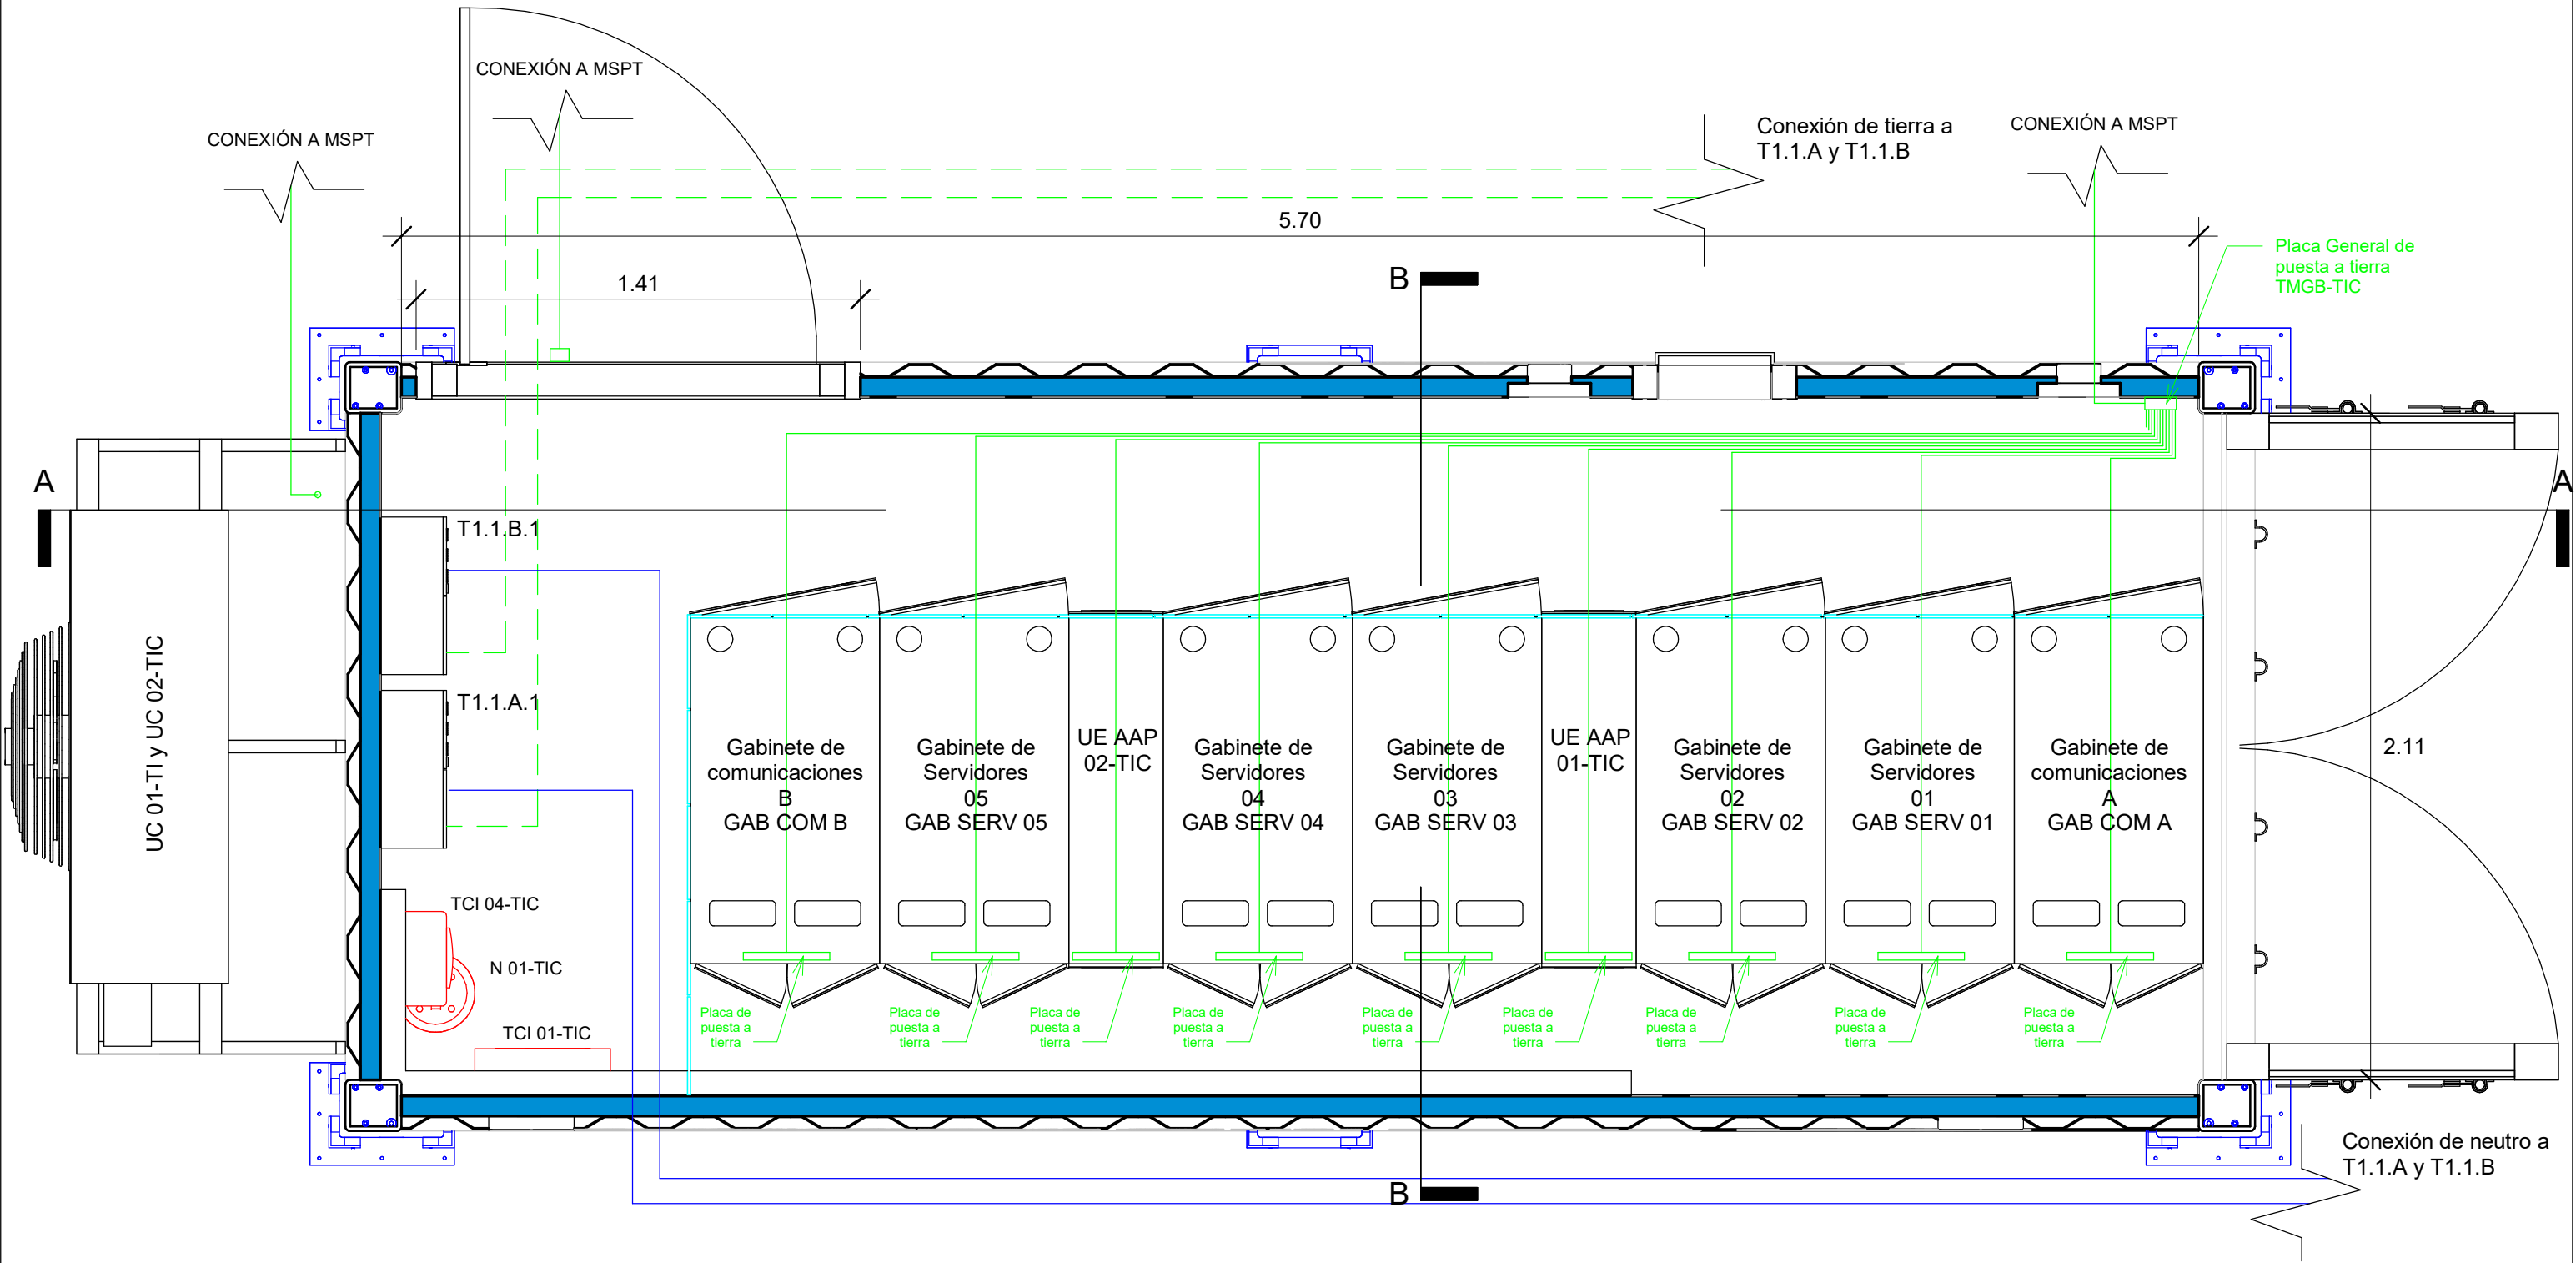 CONEXIÓN A MSPT
CONEXIÓN A MSPT
Conexión de tierra a
T1.1.A y T1.1.B
CONEXIÓN A MSPT
5.70
Placa General de
puesta a tierra
TMGB-TIC
1.41
B
A
A
T1.1.B.1
T1.1.A.1
UC 01-TI y UC 02-TIC
Gabinete de
comunicaciones
B
GAB COM B
Gabinete de
Servidores
05
GAB SERV 05
UE AAP
02-TIC
Gabinete de
Servidores
04
GAB SERV 04
Gabinete de
Servidores
03
GAB SERV 03
UE AAP
01-TIC
Gabinete de
Servidores
02
GAB SERV 02
Gabinete de
Servidores
01
GAB SERV 01
Gabinete de
comunicaciones
A
GAB COM A
2.11
TCI 04-TIC
N 01-TIC
TCI 01-TIC
Placa de
puesta a
tierra
Placa de
puesta a
tierra
Placa de
puesta a
tierra
Placa de
puesta a
tierra
Placa de
puesta a
tierra
Placa de
puesta a
tierra
Placa de
puesta a
tierra
Placa de
puesta a
tierra
Placa de
puesta a
tierra
B
Conexión de neutro a
T1.1.A y T1.1.B